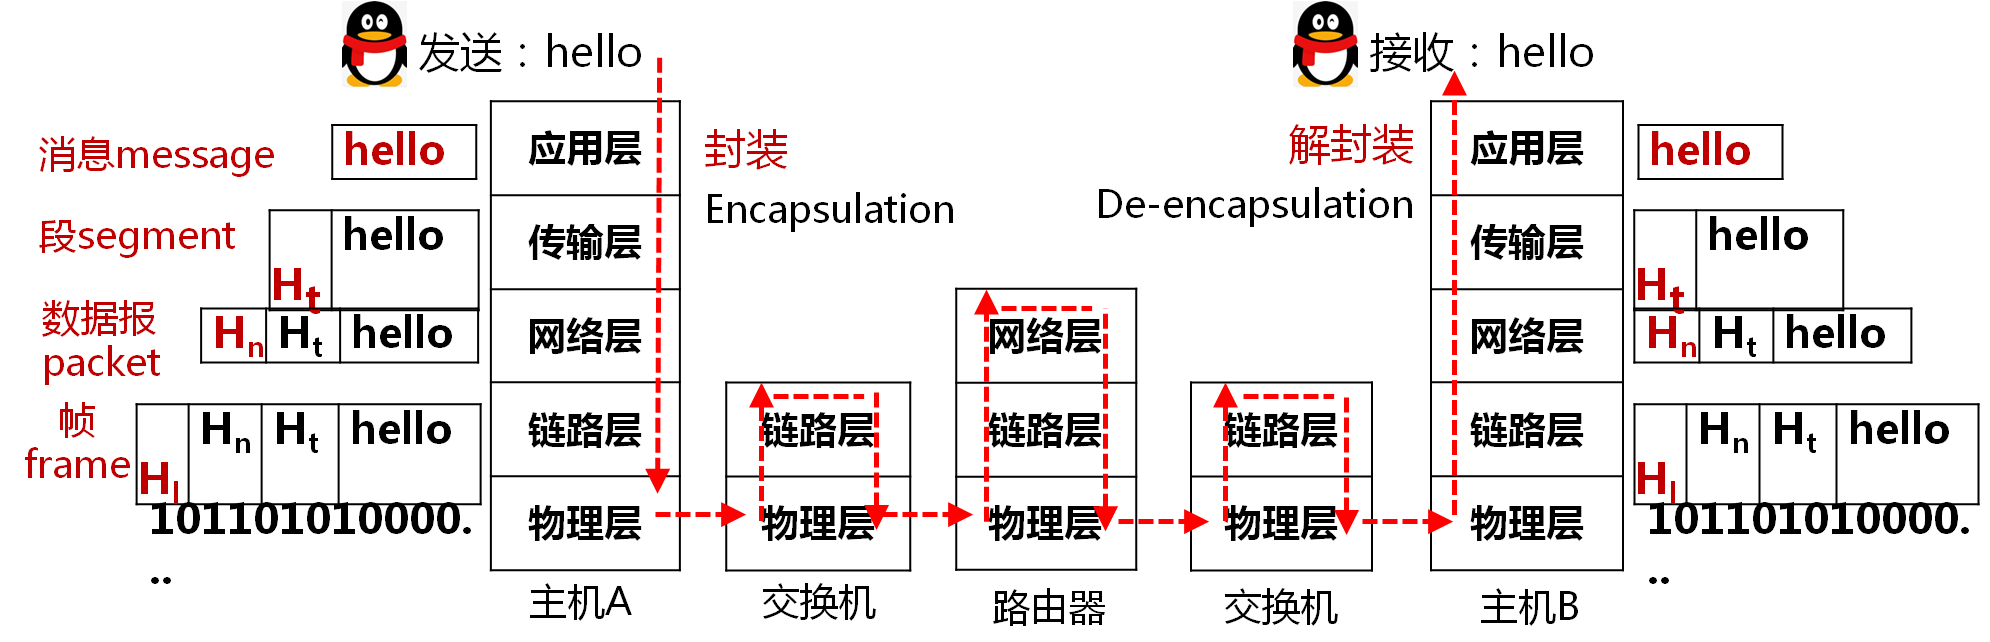 发送：hello
接收：hello
消息message
hello
应用层
封装
Encapsulation
解封装
De-encapsulation
应用层
hello
段segment
Ht
hello
传输层
传输层
Ht
hello
数据报
packet
Hn
Ht
hello
网络层
网络层
网络层
Hn
Ht
hello
帧
frame
Hl
Hn
Ht
hello
链路层
链路层
链路层
链路层
链路层
Hl
Hn
Ht
hello
101101010000.
..
物理层
物理层
物理层
物理层
物理层
101101010000.
..
主机A
交换机
路由器
交换机
主机B